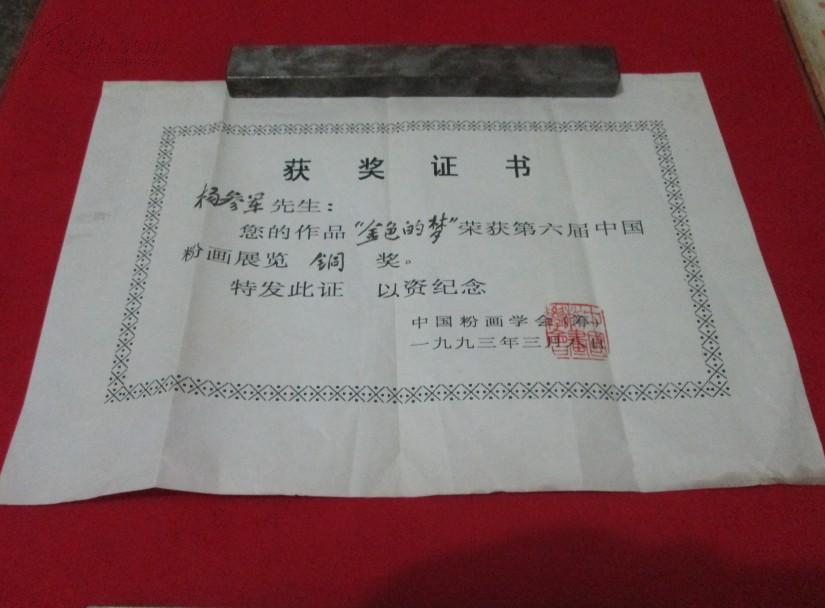 获奖证书
杨参军先生：
您的作品“金色的梦”荣获第六届中国
粉画展览 铜 奖。
特发此证 以资纪念
中国粉画学会（筹）
一九九三年三月 日